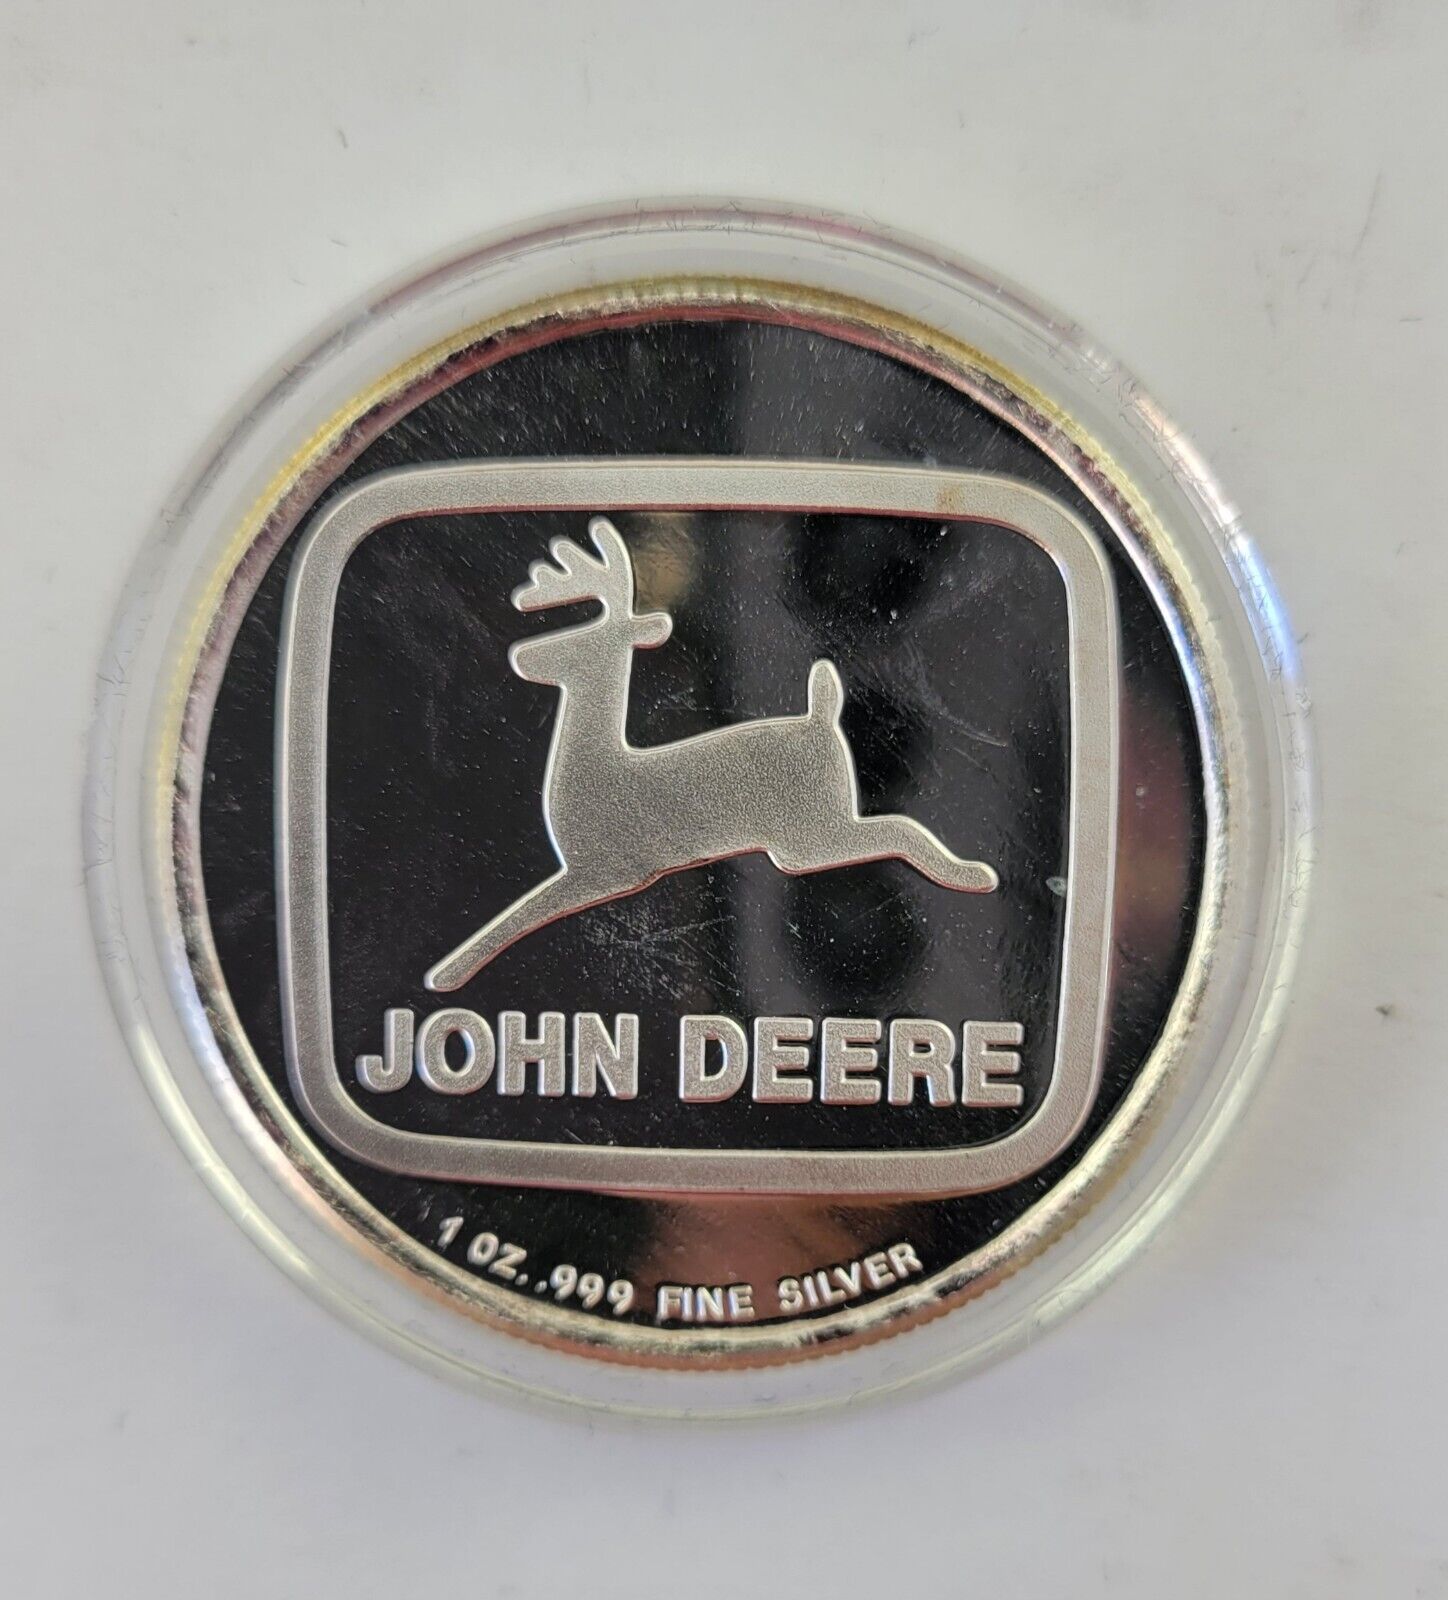 JOHN DEERE
1 OZ..999 FINE SILVER